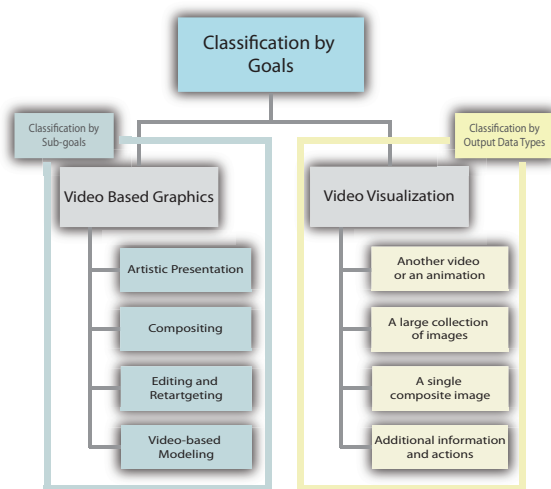 Classification by
Goals
Classification by
Sub-goals
Classification by
Output Data Types
Video Based Graphics
Video Visualization
Artistic Presentation
Compositing
Editing and
Retartgeting
Video-based
Modeling
Another video
or an animation
A large collection
of images
A single
composite image
Additional information
and actions